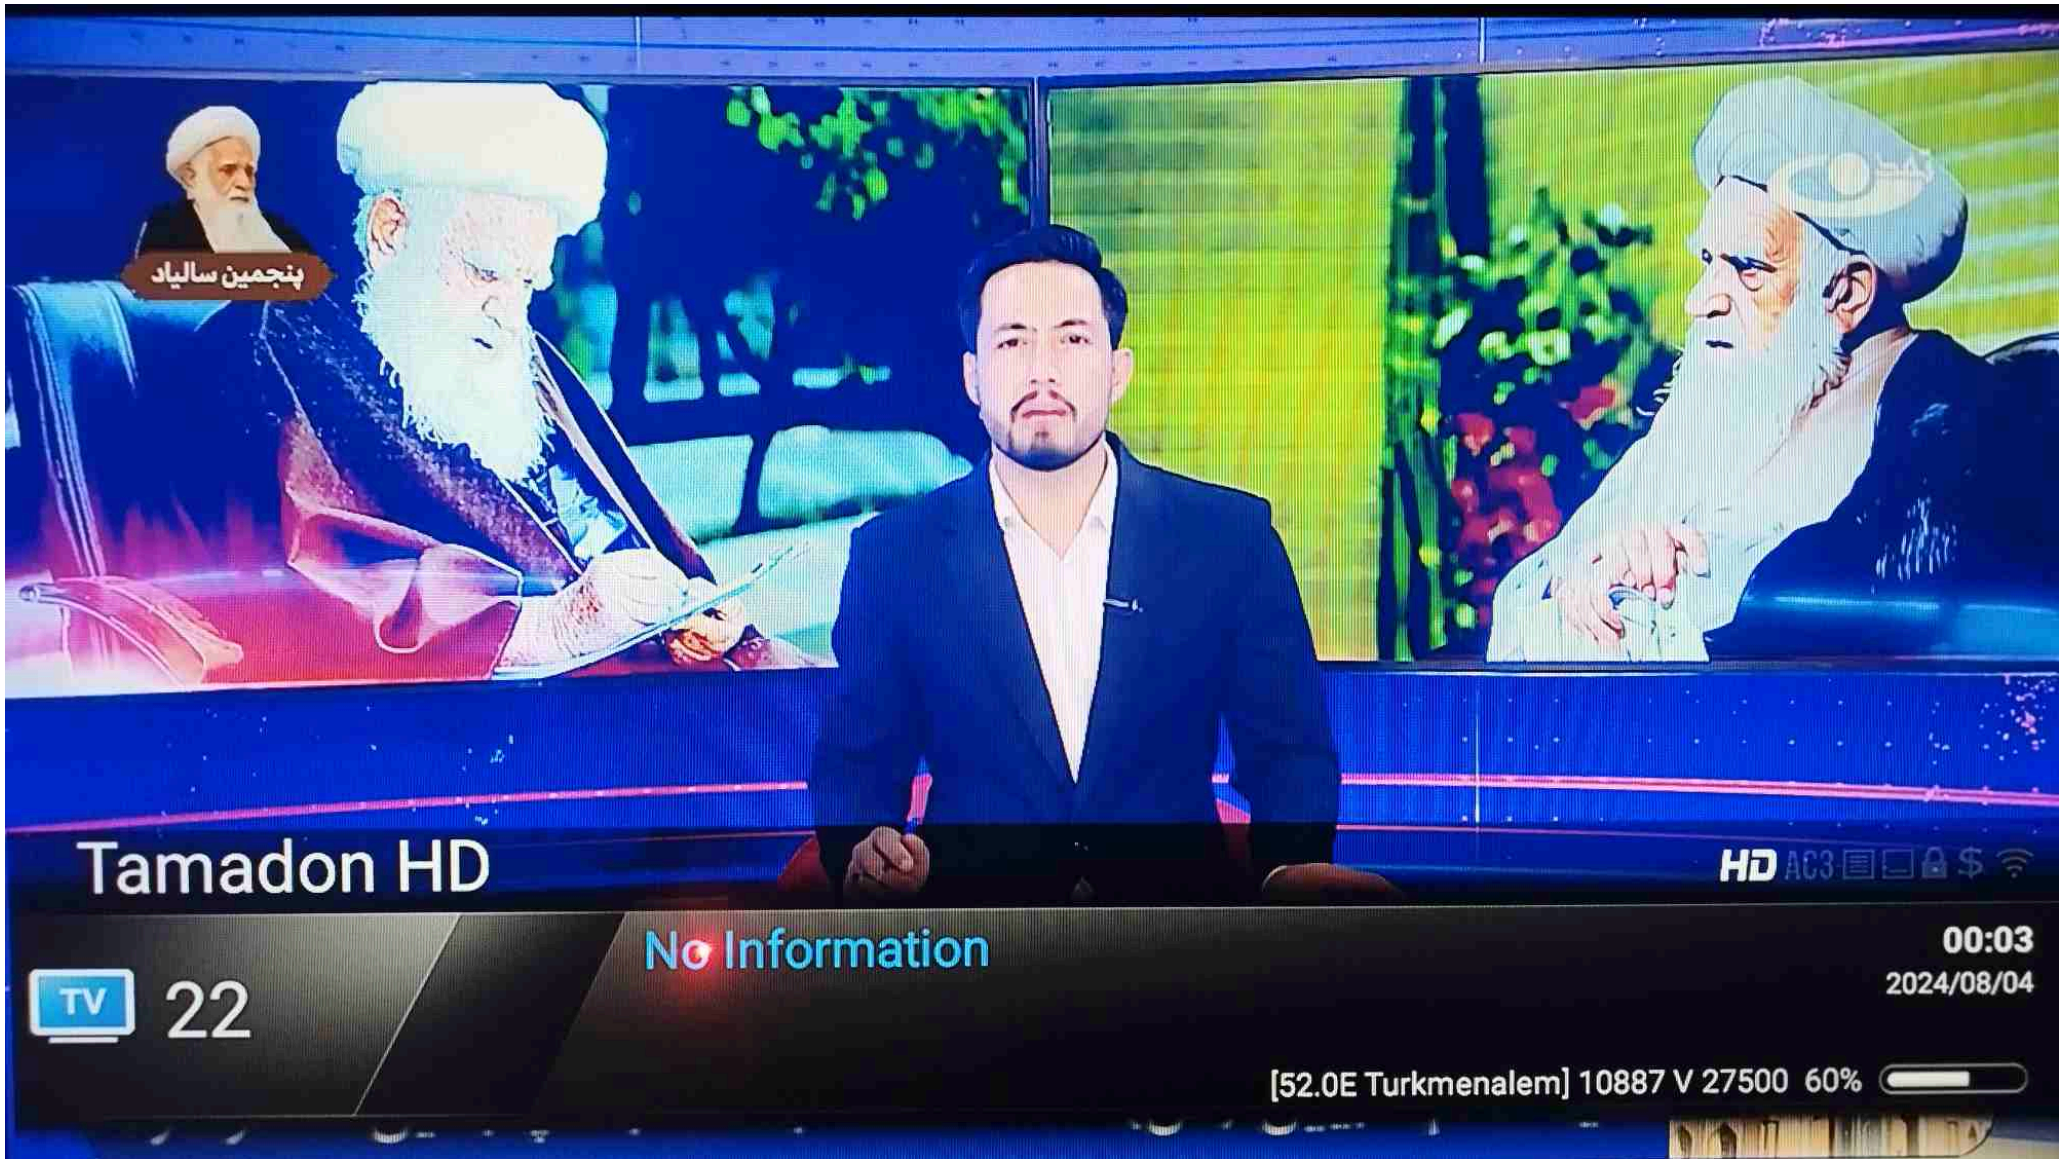 پنجمین سالیاد
تمدن
Tamadon HD
HD AC3
TV 22
No Information
00:03
2024/08/04
[52.0E Turkmenalem] 10887 V 27500 60%